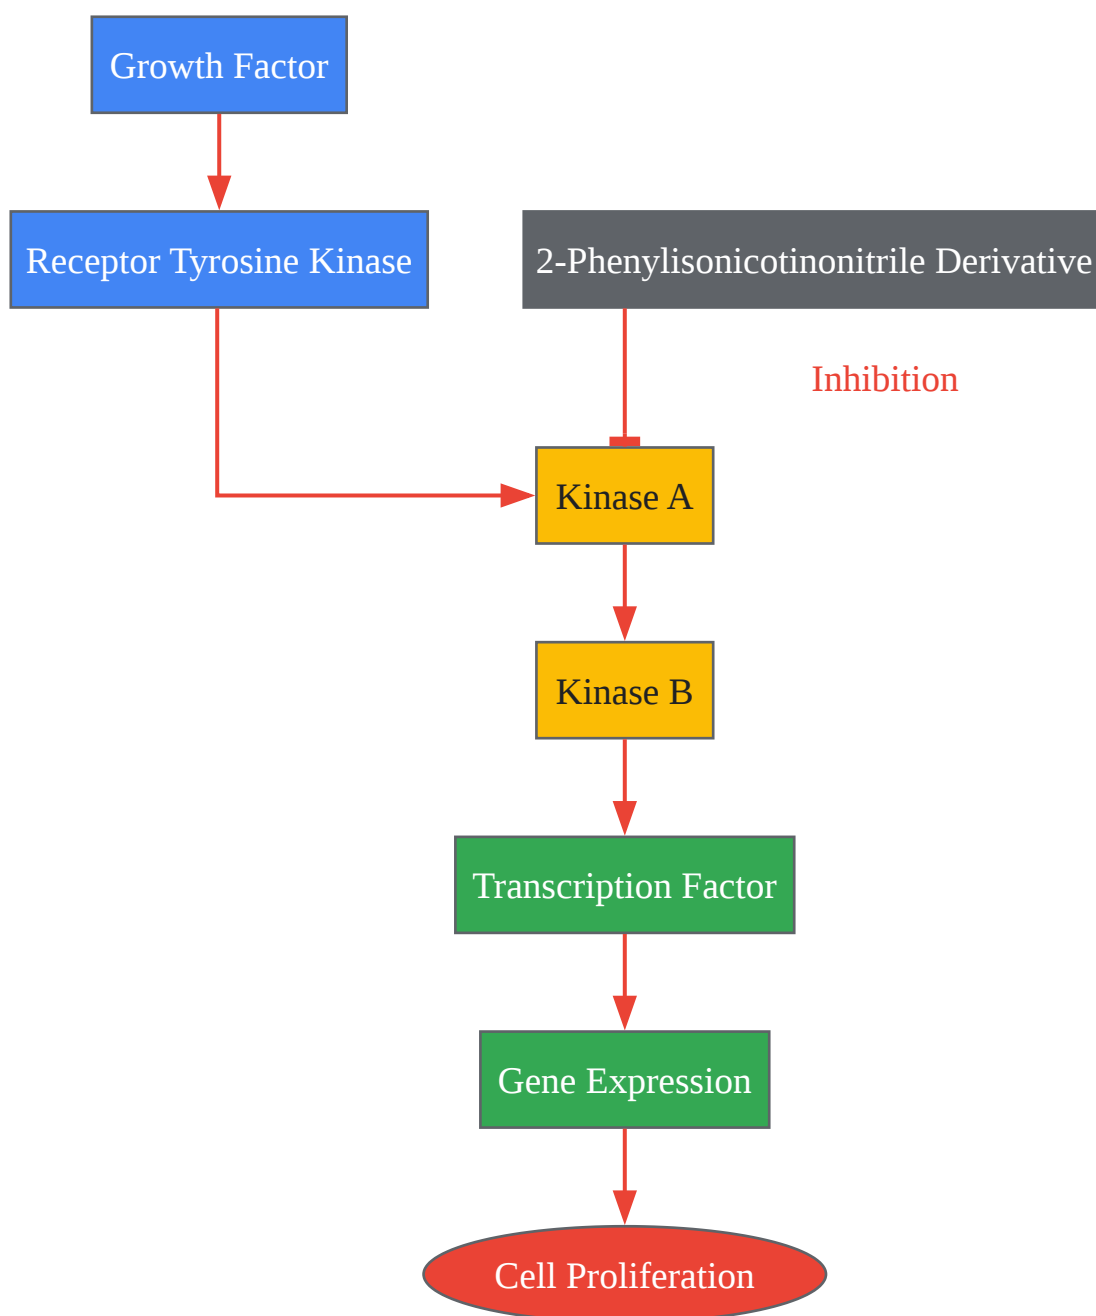 Growth Factor
Receptor Tyrosine Kinase
2-Phenylisonicotinonitrile Derivative
Inhibition
Kinase A
Kinase B
Transcription Factor
Gene Expression
Cell Proliferation